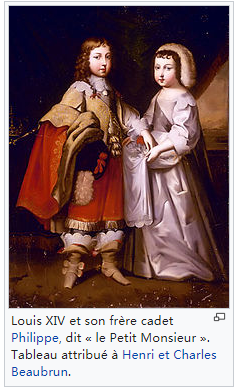 Louis XIV et son frère cadet
Philippe, dit « le Petit Monsieur ».
Tableau attribué à Henri et Charles
Beaubrun.